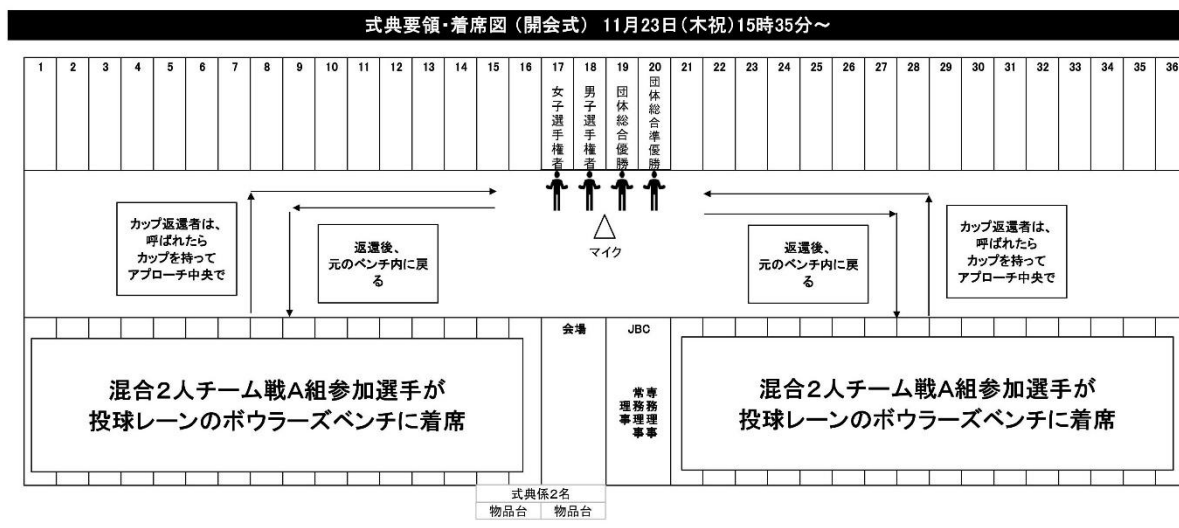 式典要領・着席図（開会式） 11月23日（木祝）15時35分～
1 2 3 4 5 6 7 8 9 10 11 12 13 14 15 16 17 18 19 20 21 22 23 24 25 26 27 28 29 30 31 32 33 34 35 36
女子選手権者
男子選手権者
団体総合優勝
団体総合準優勝
カップ返還者は、
呼ばれたら
カップを持って
アプローチ中央で
返還後、
元のベンチ内に戻
る
マイク
返還後、
元のベンチ内に戻
る
カップ返還者は、
呼ばれたら
カップを持って
アプローチ中央で
混合２人チーム戦A組参加選手が
投球レーンのボウラーズベンチに着席
会場
JBC
専務理事
常務理事
理事
混合２人チーム戦A組参加選手が
投球レーンのボウラーズベンチに着席
式典係２名
物品台 物品台